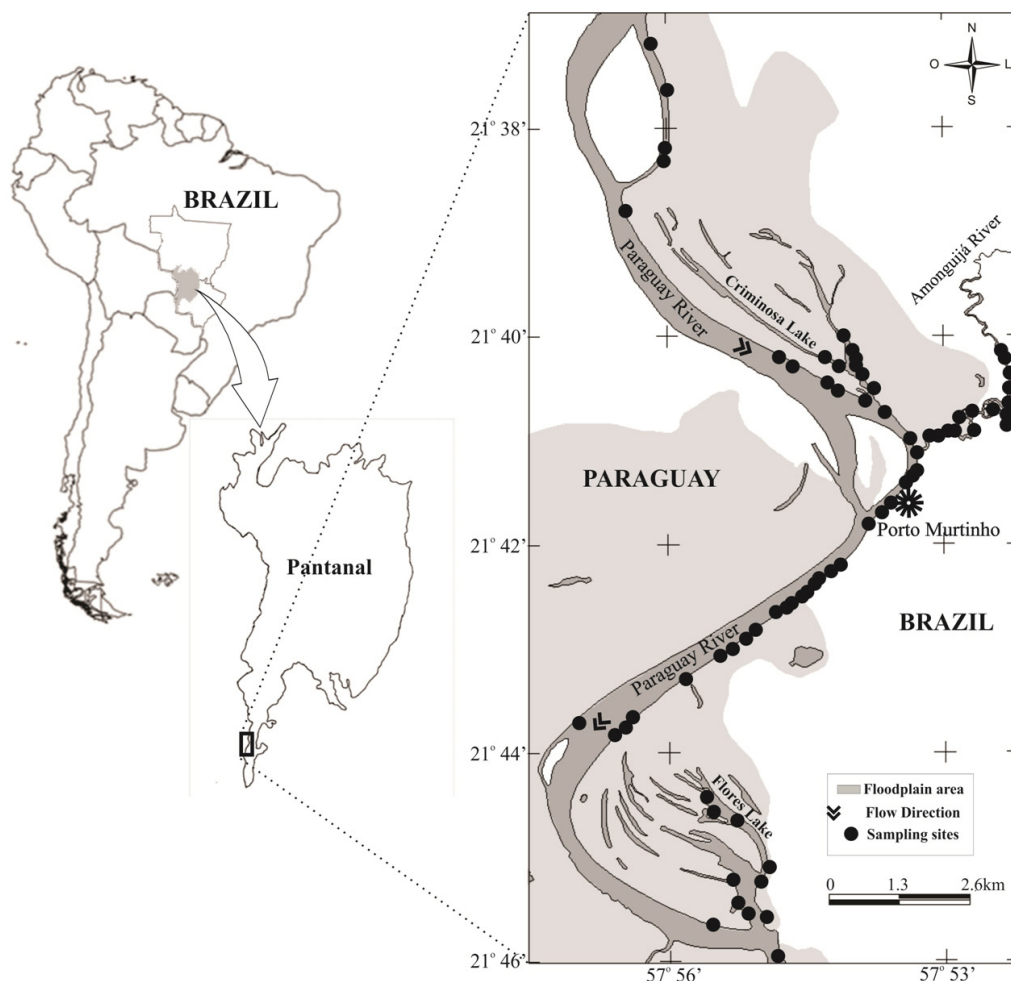 BRAZIL
Pantanal
N
O
L
S
21° 38’
21° 40’
21° 42’
21° 44’
21° 46’
57° 56’
57° 53’
Paraguay River
Criminosa Lake
Amonguijá River
PARAGUAY
Porto Murtinho
BRAZIL
Paraguay River
Flores Lake
Floodplain area
Flow Direction
Sampling sites
0
1.3
2.6km